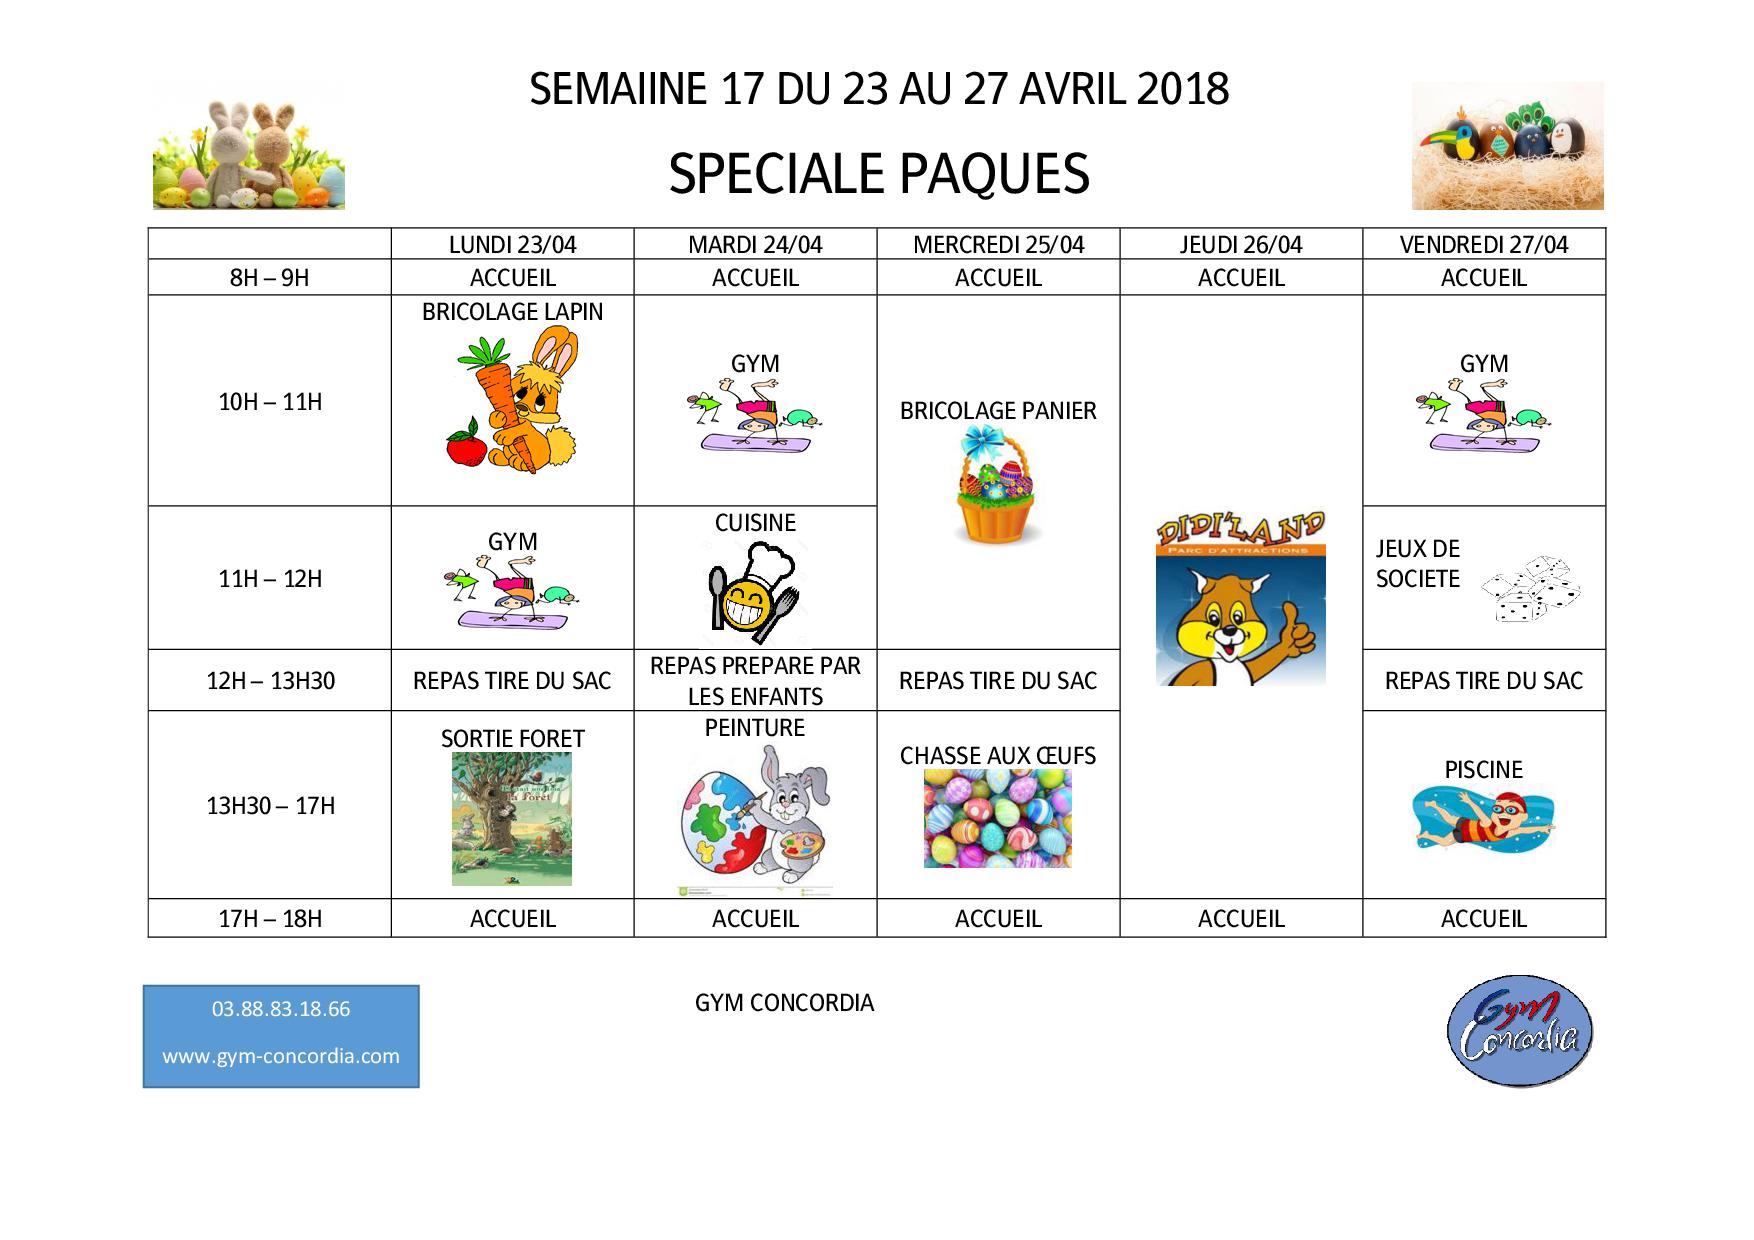 SEMAIINE 17 DU 23 AU 27 AVRIL 2018
SPECIALE PAQUES
LUNDI 23/04 MARDI 24/04 MERCREDI 25/04 JEUDI 26/04 VENDREDI 27/04
8H – 9H ACCUEIL ACCUEIL ACCUEIL ACCUEIL ACCUEIL
10H – 11H
BRICOLAGE LAPIN
GYM
BRICOLAGE PANIER
DIDI'LAND
PARC D'ATTRACTIONS
GYM
11H – 12H
GYM
CUISINE
JEUX DE
SOCIETE
12H – 13H30
REPAS TIRE DU SAC
REPAS PREPARE PAR
LES ENFANTS
REPAS TIRE DU SAC
REPAS TIRE DU SAC
13H30 – 17H
SORTIE FORET
la Forêt
PEINTURE
CHASSE AUX ŒUFS
PISCINE
17H – 18H ACCUEIL ACCUEIL ACCUEIL ACCUEIL ACCUEIL
03.88.83.18.66
www.gym-concordia.com
GYM CONCORDIA
Gym
Concordia